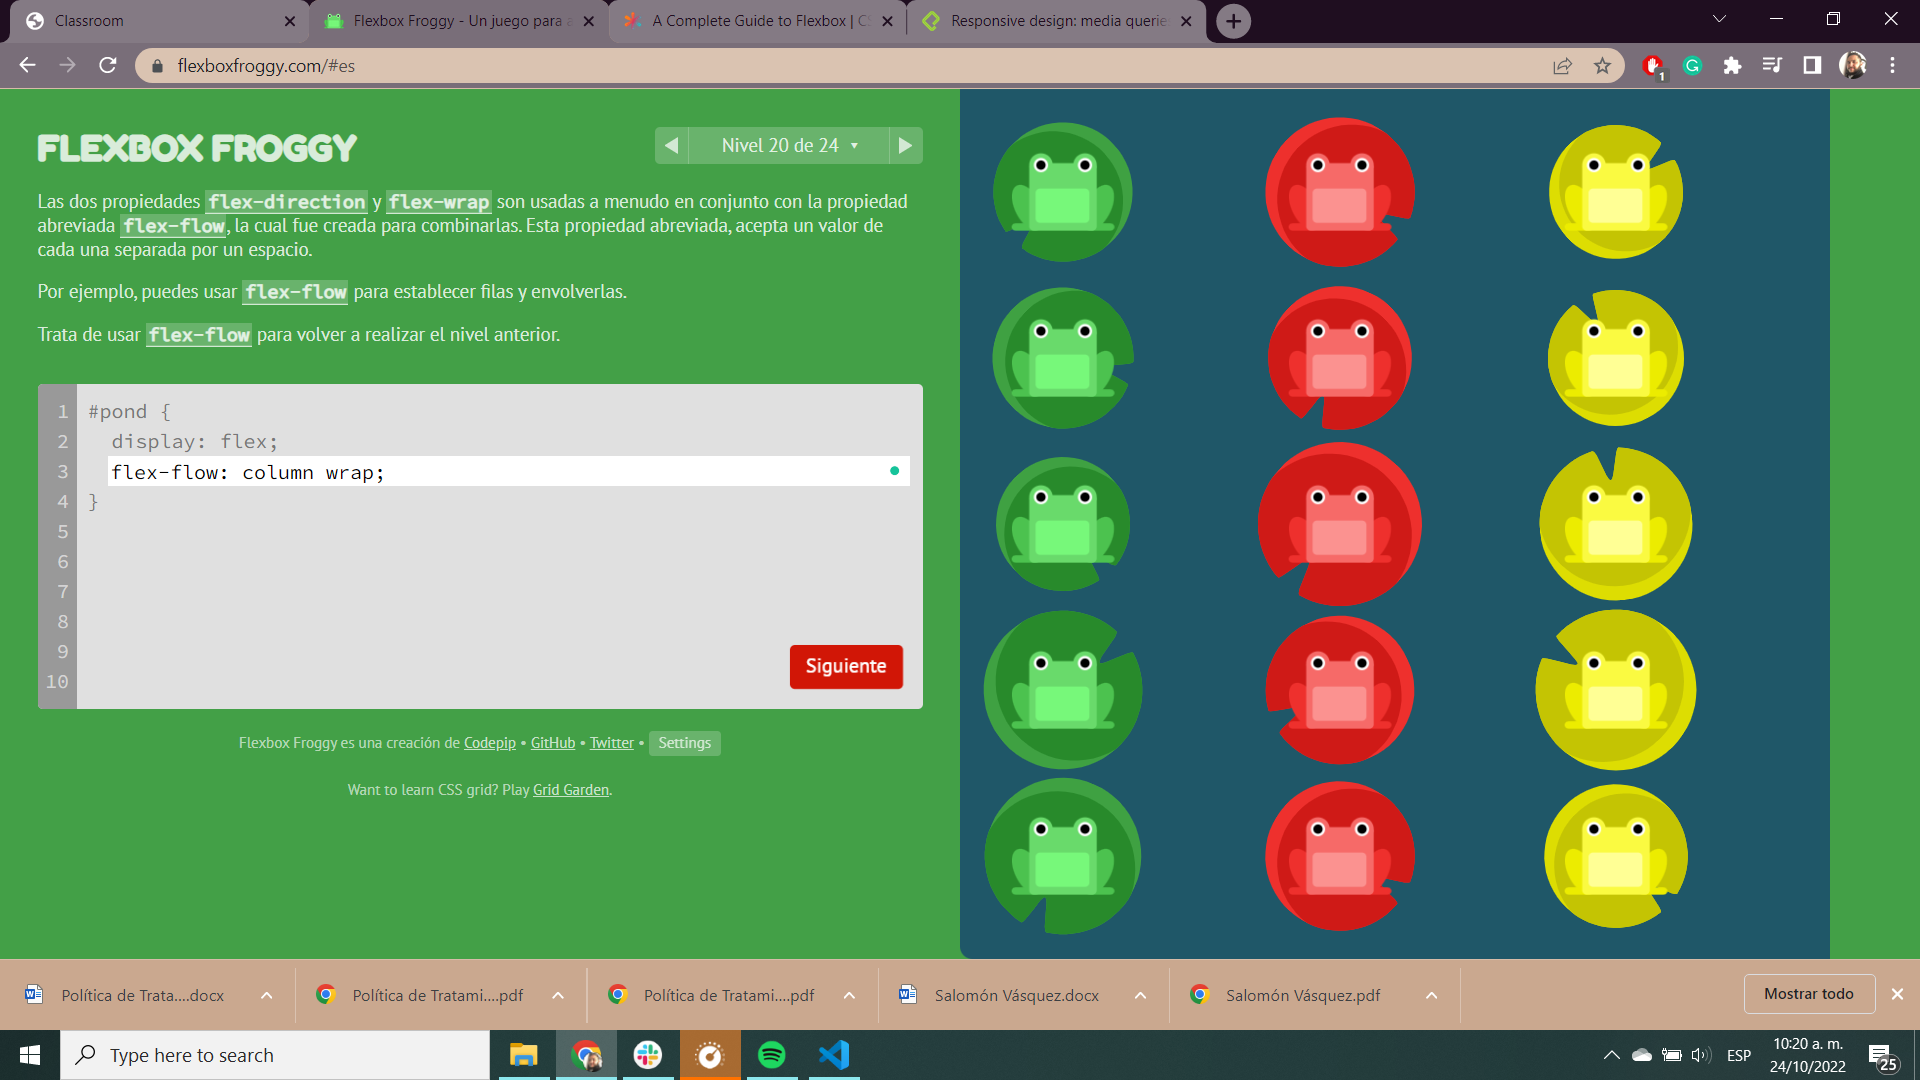 Classroom
Flexbox Froggy - Un juego para a
A Complete Guide to Flexbox | CS
Responsive design: media querie
flexboxfroggy.com/#es
1
FLEXBOX FROGGY
Nivel 20 de 24
Las dos propiedades flex-direction y flex-wrap son usadas a menudo en conjunto con la propiedad
abreviada flex-flow, la cual fue creada para combinarlas. Esta propiedad abreviada, acepta un valor de
cada una separada por un espacio.
Por ejemplo, puedes usar flex-flow para establecer filas y envolverlas.
Trata de usar flex-flow para volver a realizar el nivel anterior.
1 #pond {
2 display: flex;
3 flex-flow: column wrap;
4 }
5
6
7
8
9
10
Siguiente
Flexbox Froggy es una creación de Codepip • GitHub • Twitter • Settings
Want to learn CSS grid? Play Grid Garden.
Política de Trata....docx
Política de Tratami....pdf
Política de Tratami....pdf
Salomón Vásquez.docx
Salomón Vásquez.pdf
Mostrar todo
Type here to search
ESP
10:20 a. m.
24/10/2022
25